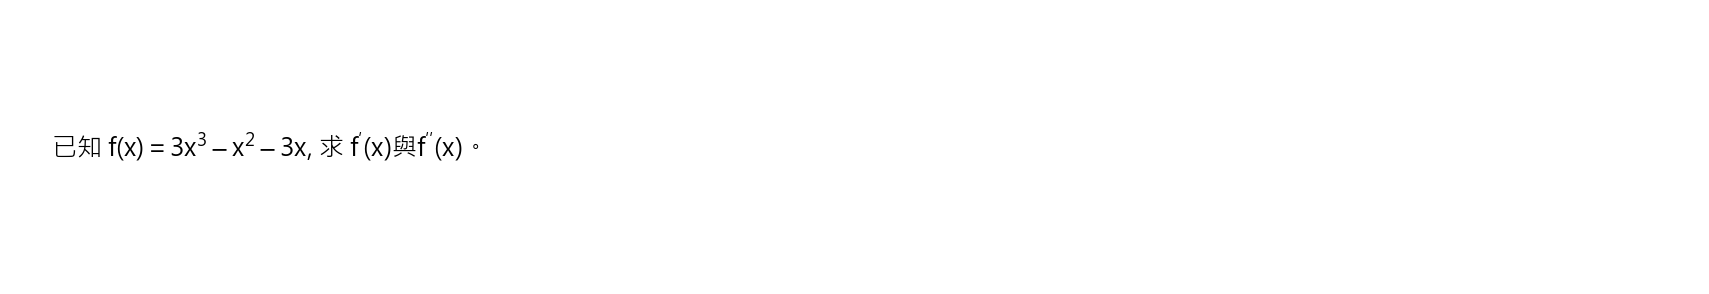 已知 f(x) = 3x³ – x² – 3x, 求 f′(x)與f′′(x)。